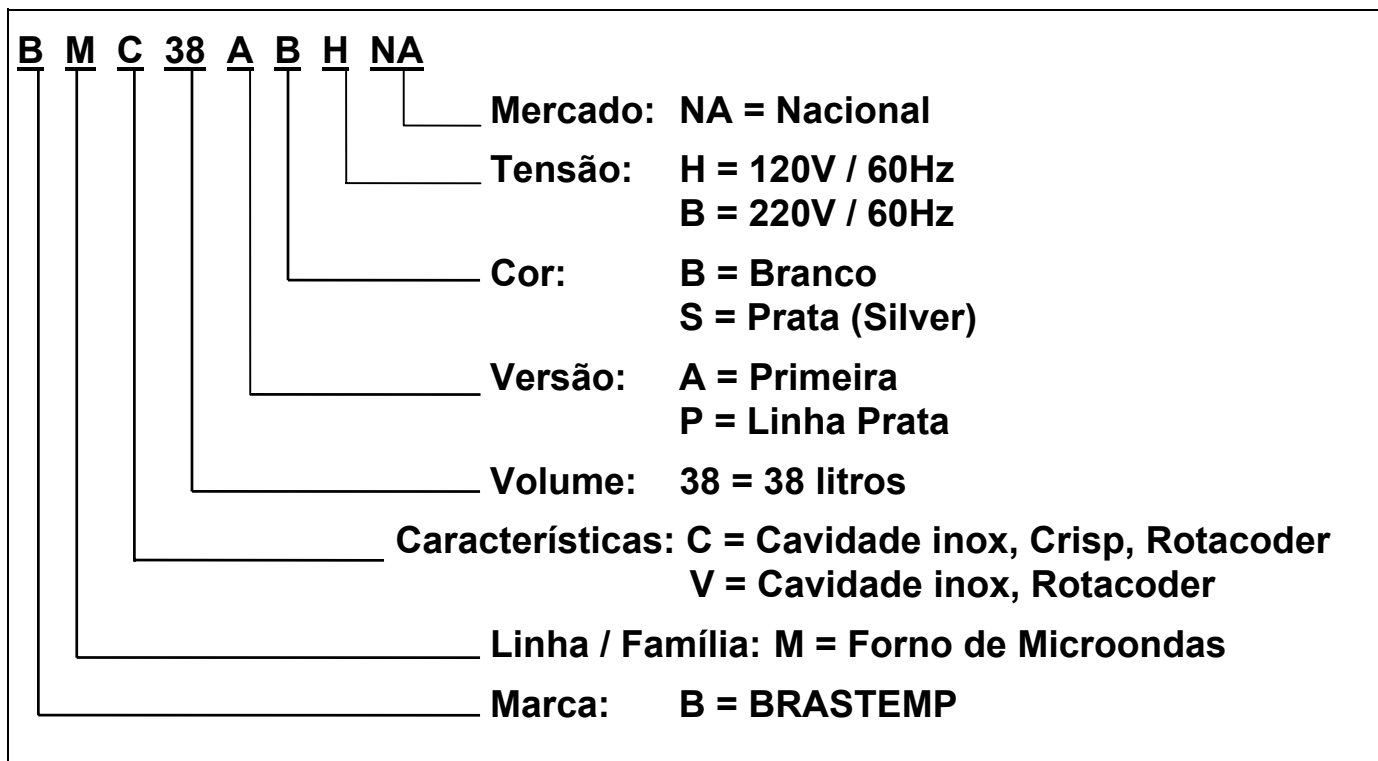 B M C 38 A B H NA
Mercado: NA = Nacional
Tensão: H = 120V / 60Hz
B = 220V / 60Hz
Cor: B = Branco
S = Prata (Silver)
Versão: A = Primeira
P = Linha Prata
Volume: 38 = 38 litros
Características: C = Cavidade inox, Crisp, Rotacoder
V = Cavidade inox, Rotacoder
Linha / Família: M = Forno de Microondas
Marca: B = BRASTEMP